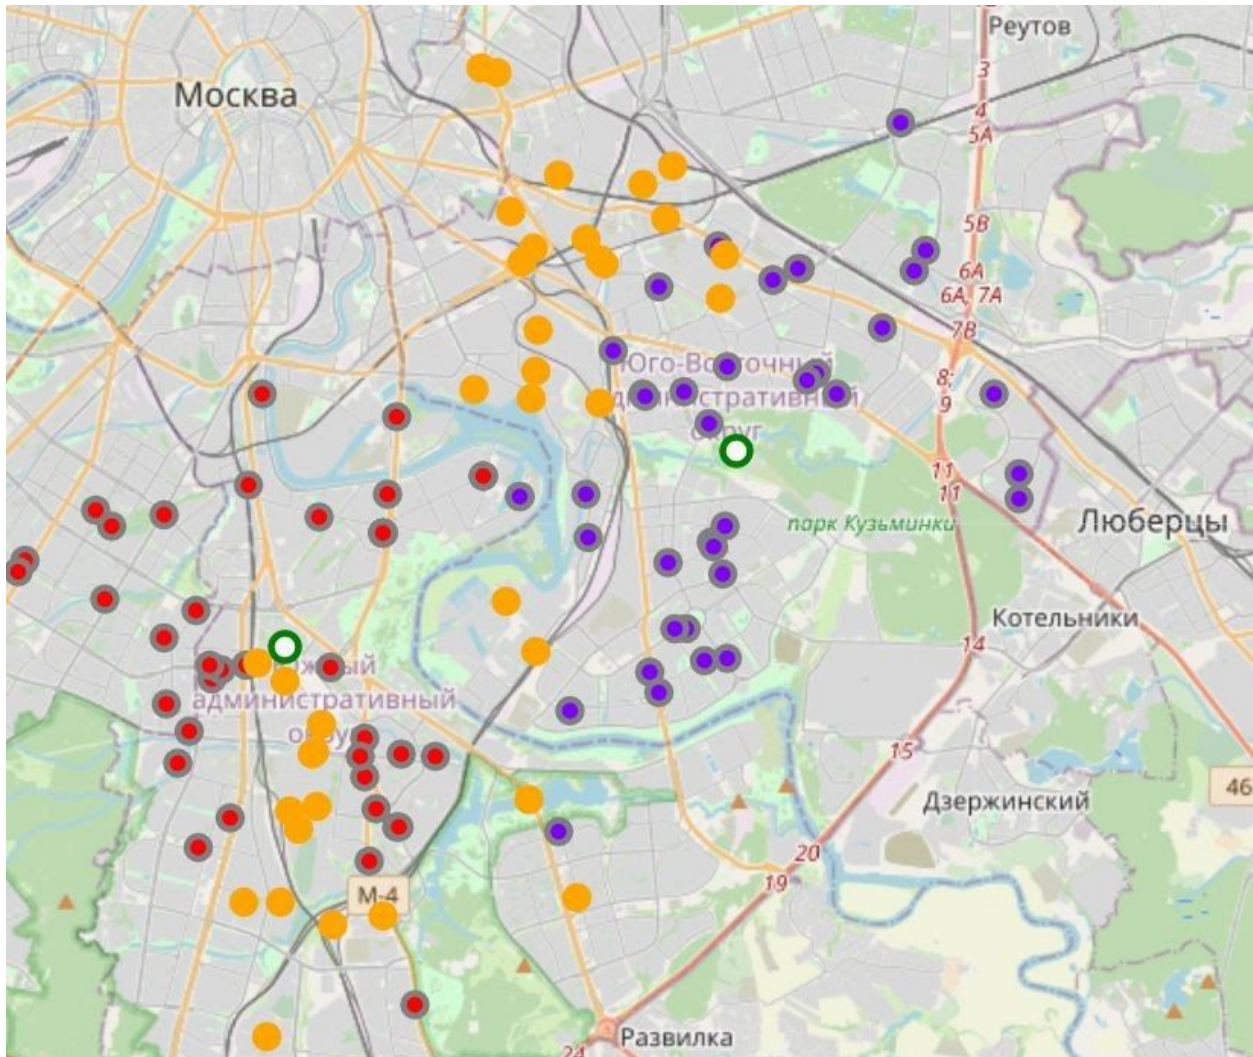 Реутов
3
Москва
4
5А
5В
6А
6А, 7А
7В
Юго-Восточный
8;
административный
9
округ
11
11
парк Кузьминки
Люберцы
Котельники
14
Южный
административный
округ
15
46
Дзержинский
20
19
М-4
Развилка
24